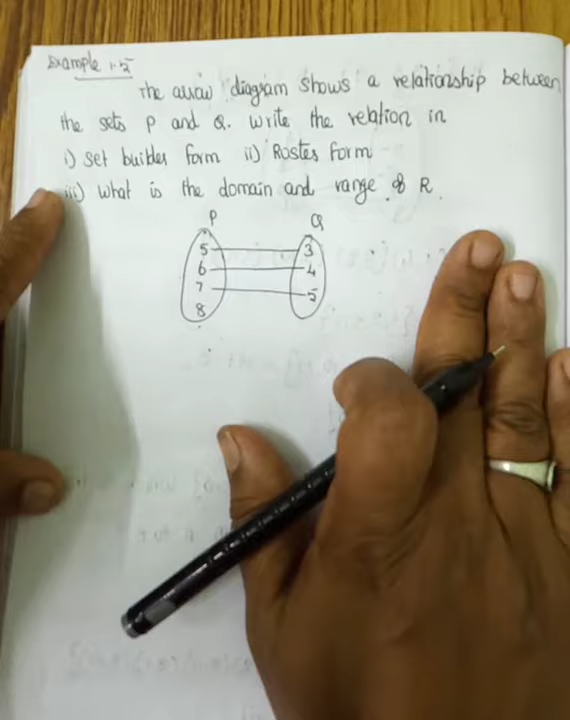 Example 1.5
The arrow diagram shows a relationship between
the sets P and Q. Write the relation in
i) Set builder form ii) Roster form
iii) What is the domain and range of R.
P Q
5 3
6 4
7 5
8